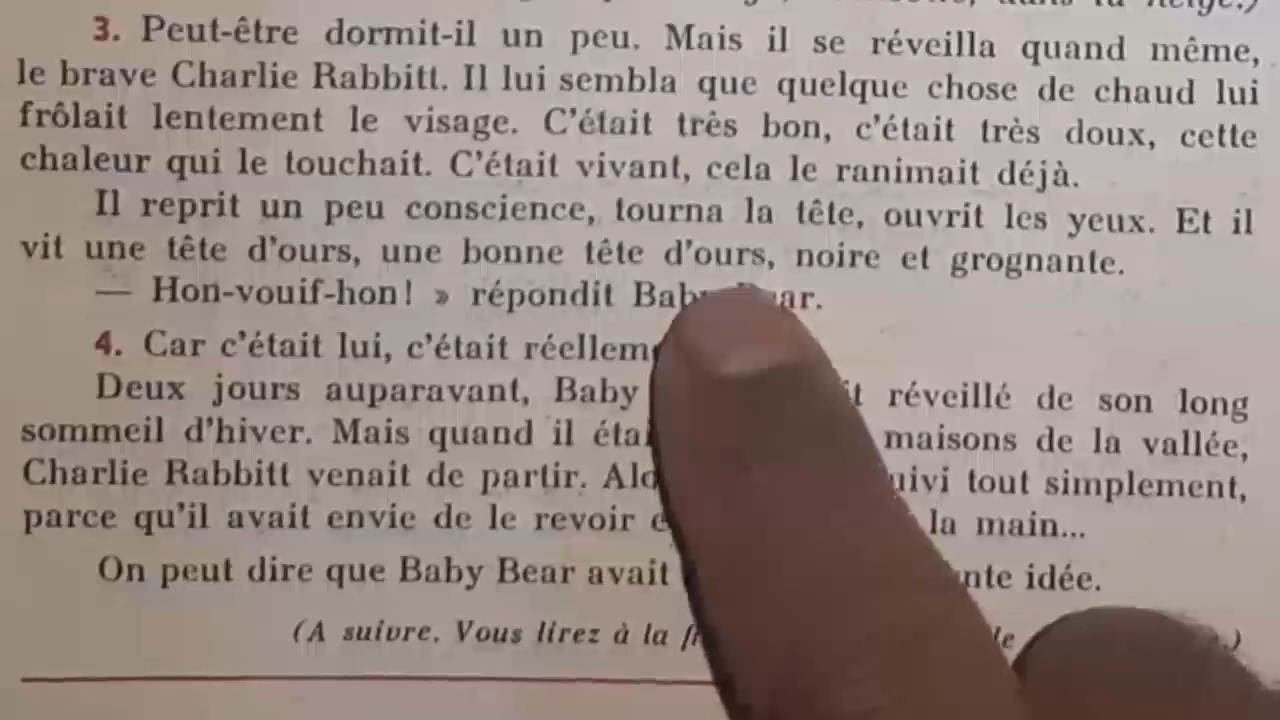 neige.)
3. Peut-être dormit-il un peu. Mais il se réveilla quand même,
le brave Charlie Rabbitt. Il lui sembla que quelque chose de chaud lui
frôlait lentement le visage. C'était très bon, c'était très doux, cette
chaleur qui le touchait. C'était vivant, cela le ranimait déjà.
Il reprit un peu conscience, tourna la tête, ouvrit les yeux. Et il
vit une tête d'ours, une bonne tête d'ours, noire et grognante.
— Hon-vouif-hon! » répondit Baby Bear.
4. Car c'était lui, c'était
Deux jours auparavant, Baby réveillé de son long
sommeil d'hiver. Mais quand il maisons de la vallée,
Charlie Rabbitt venait de partir. tout simplement,
parce qu'il avait envie de le revoir la main...
On peut dire que Baby Bear avait idée.
(A suivre. Vous lirez à la